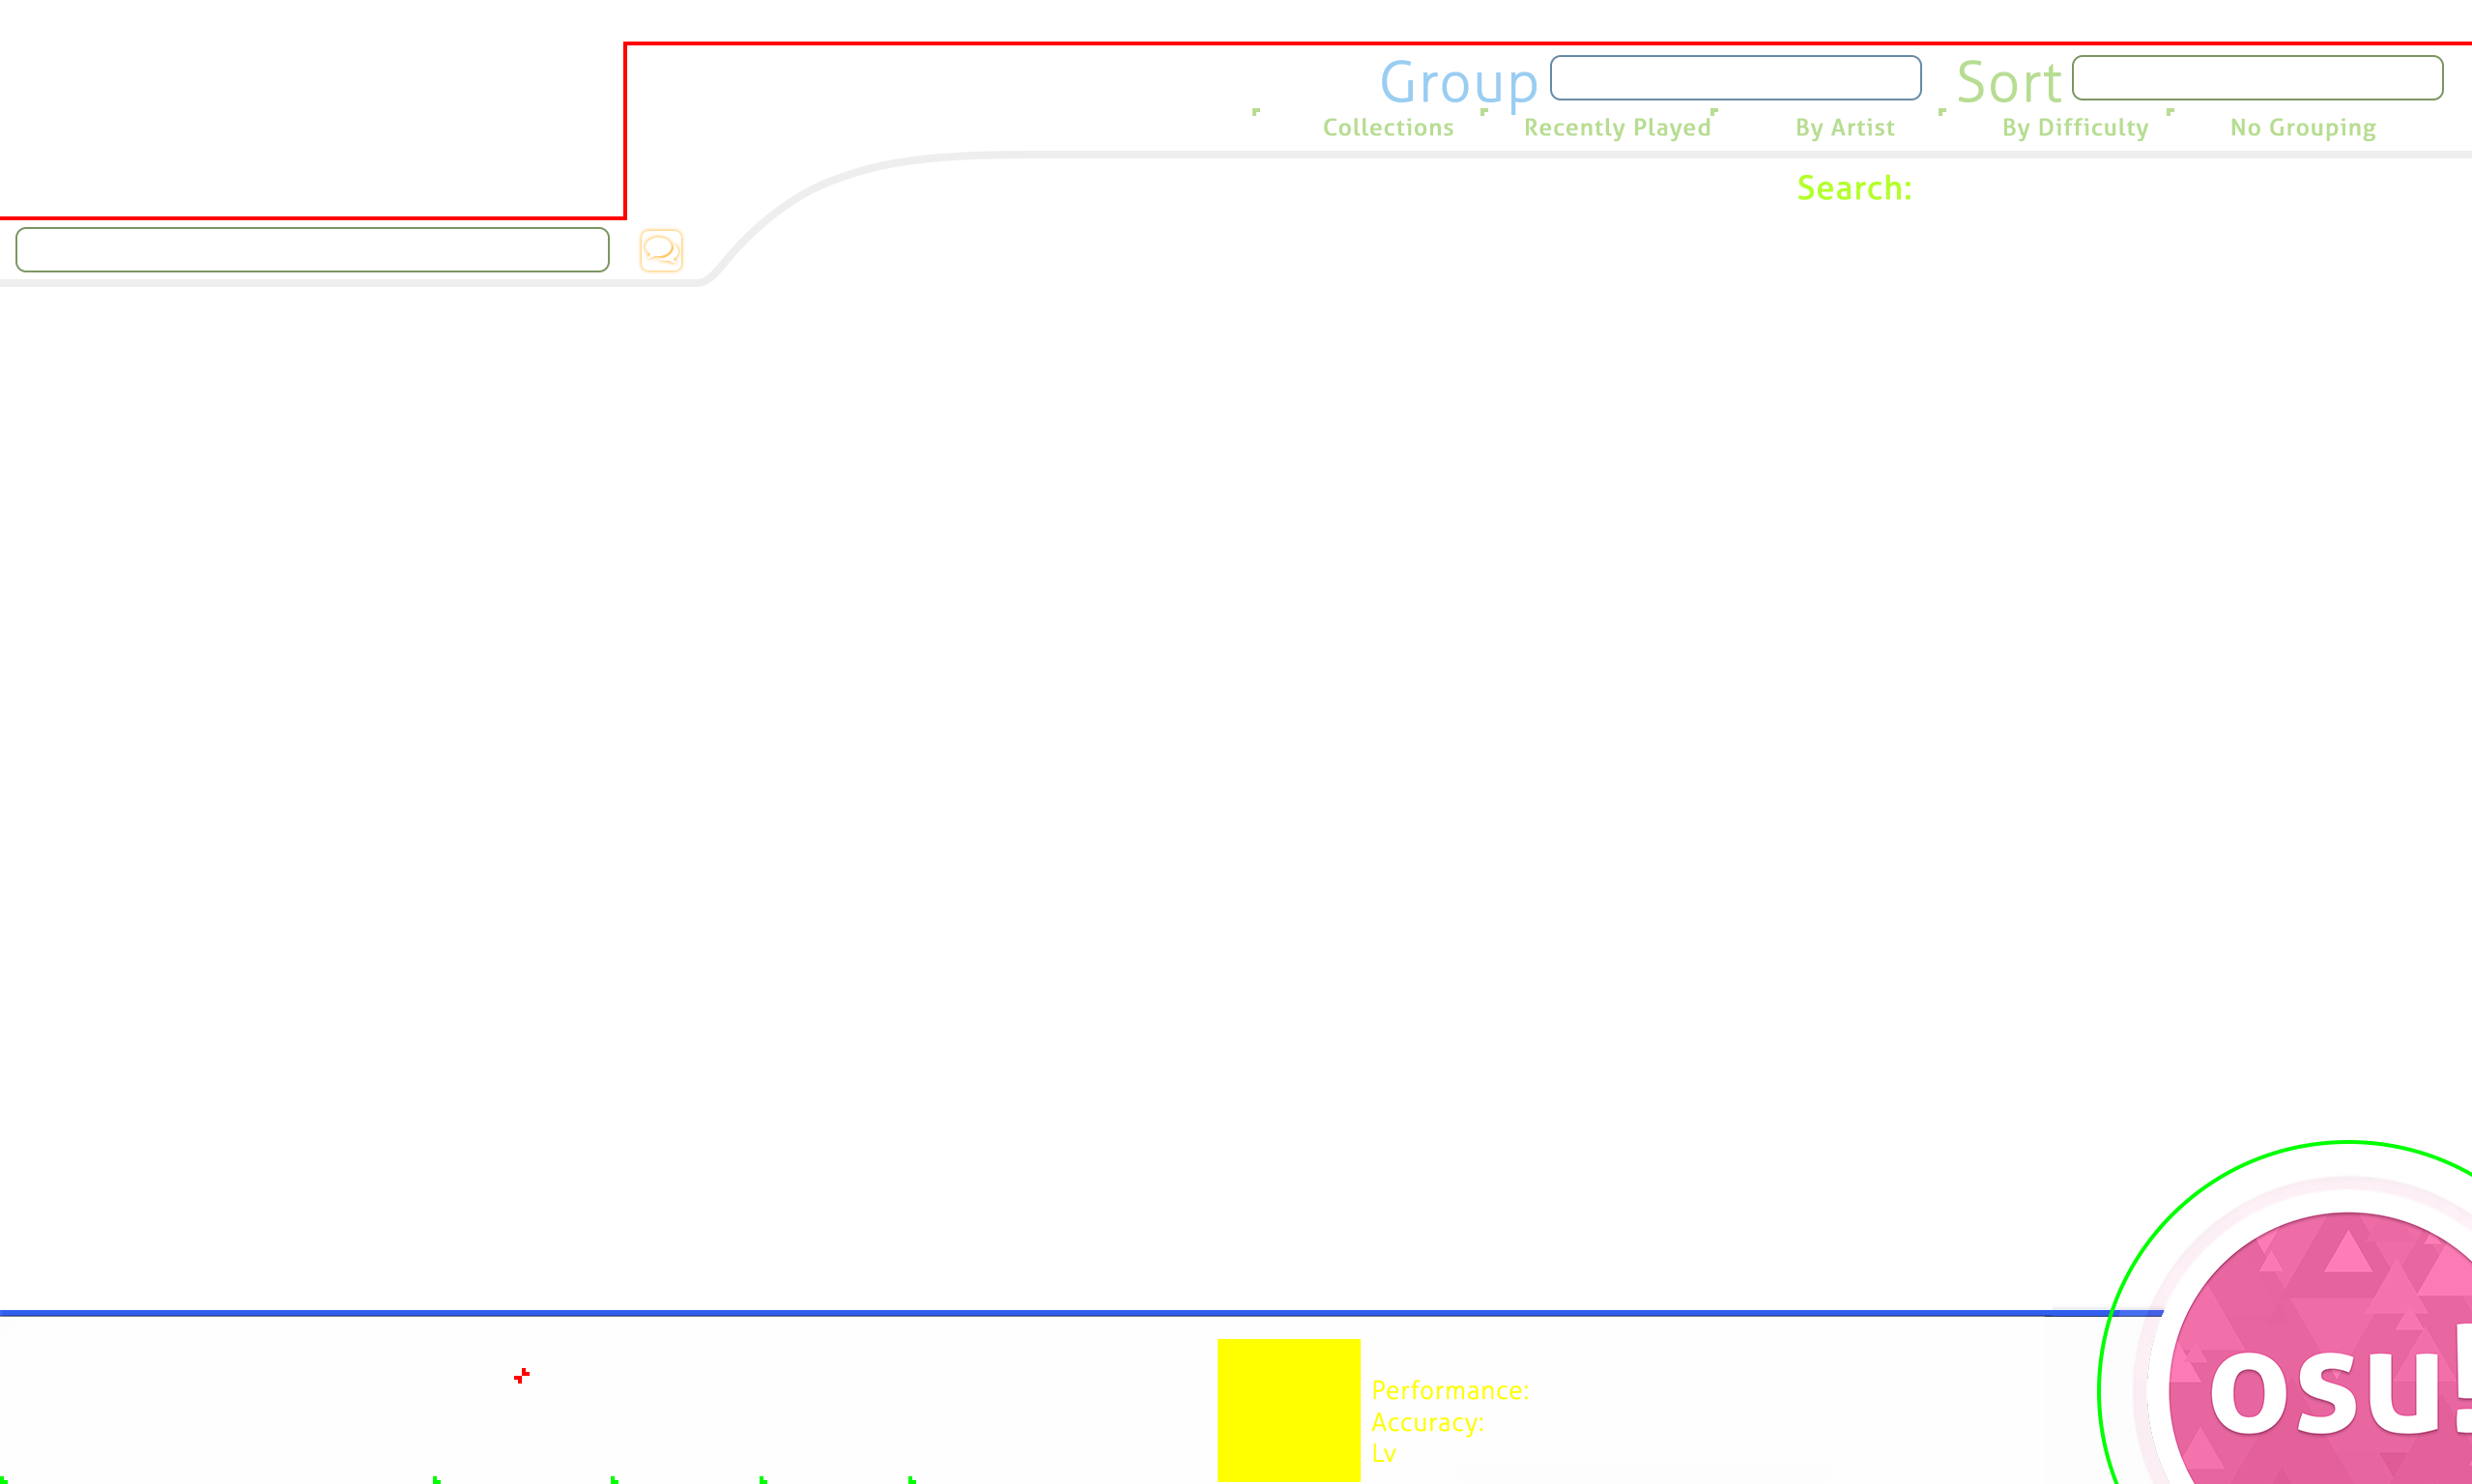 Group Sort
Collections Recently Played By Artist By Difficulty No Grouping
Search:
Performance:
Accuracy:
Lv
osu!